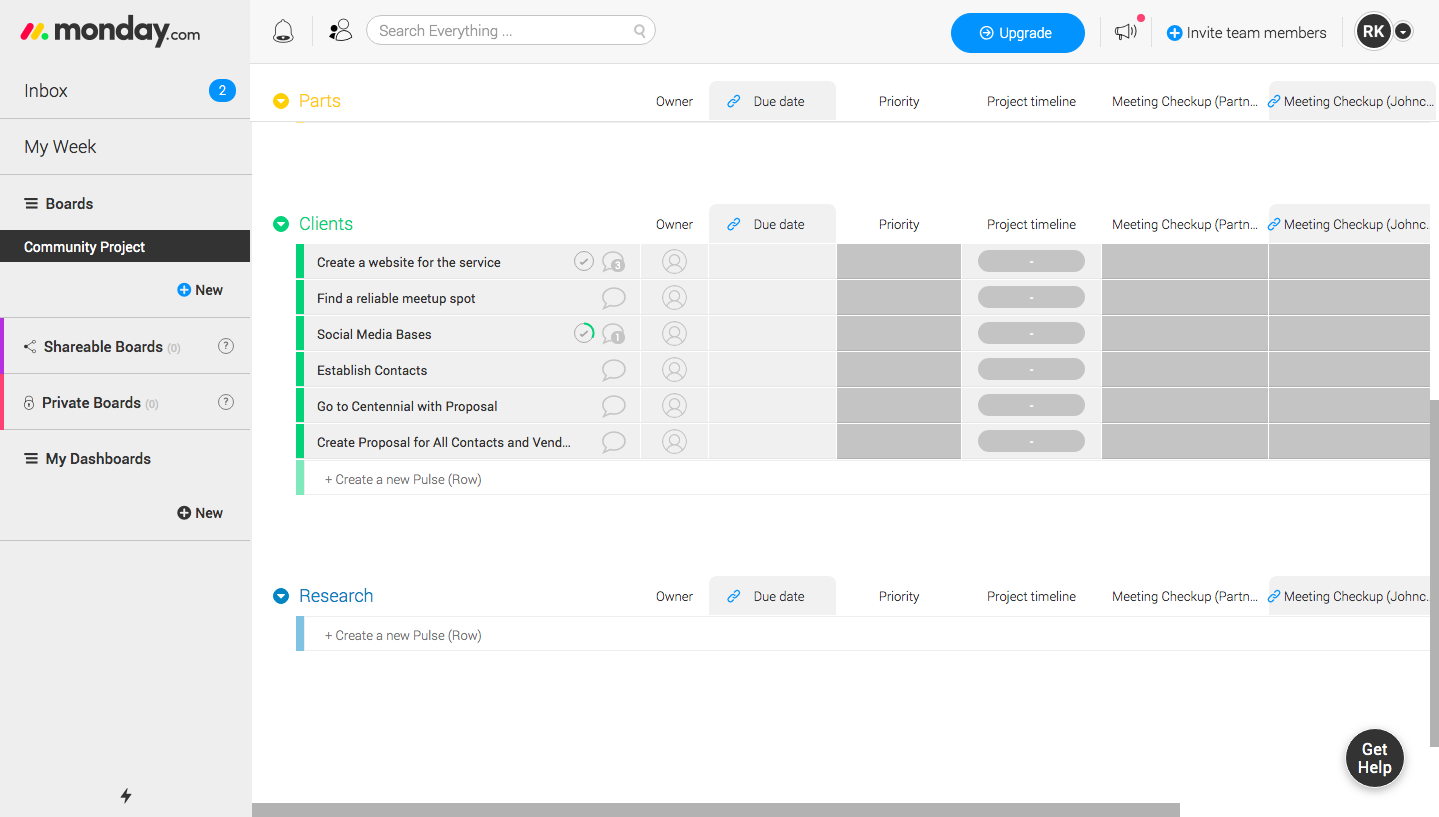 monday.com
Search Everything ...
Upgrade
Invite team members
RK
Inbox
2
My Week
Boards
Community Project
New
Shareable Boards (0)
?
Private Boards (0)
?
My Dashboards
New
Parts
Owner
Due date
Priority
Project timeline
Meeting Checkup (Partn...
Meeting Checkup (Johnc...
Clients
Owner
Due date
Priority
Project timeline
Meeting Checkup (Partn...
Meeting Checkup (Johnc.
Create a website for the service
3
-
Find a reliable meetup spot
-
Social Media Bases
1
-
Establish Contacts
-
Go to Centennial with Proposal
-
Create Proposal for All Contacts and Vend...
-
+ Create a new Pulse (Row)
Research
Owner
Due date
Priority
Project timeline
Meeting Checkup (Partn...
Meeting Checkup (Johnc.
+ Create a new Pulse (Row)
Get
Help